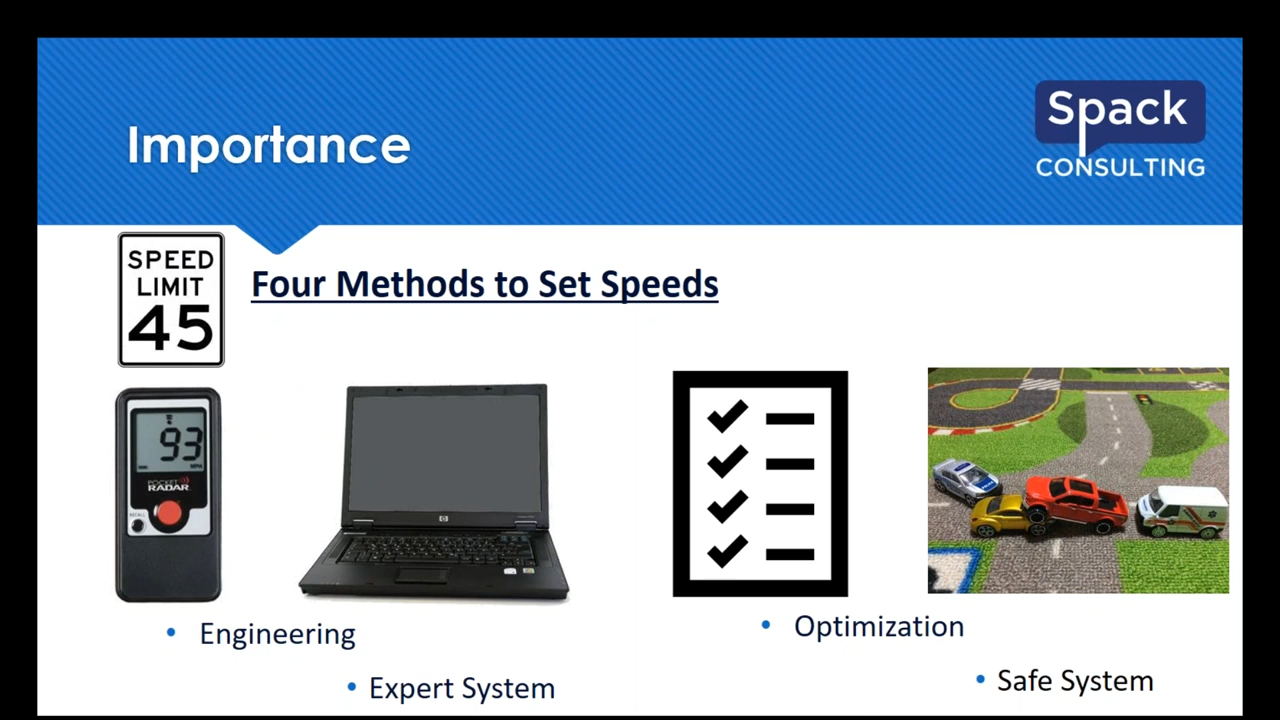 Importance
Spack
CONSULTING
SPEED
LIMIT
45
Four Methods to Set Speeds
93
POCKET
RADAR
RECALL
• Engineering
• Expert System
• Optimization
• Safe System